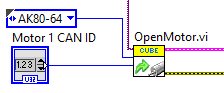 AK80-64
Motor 1 CAN ID
OpenMotor.vi
1.23
U32
CUBE